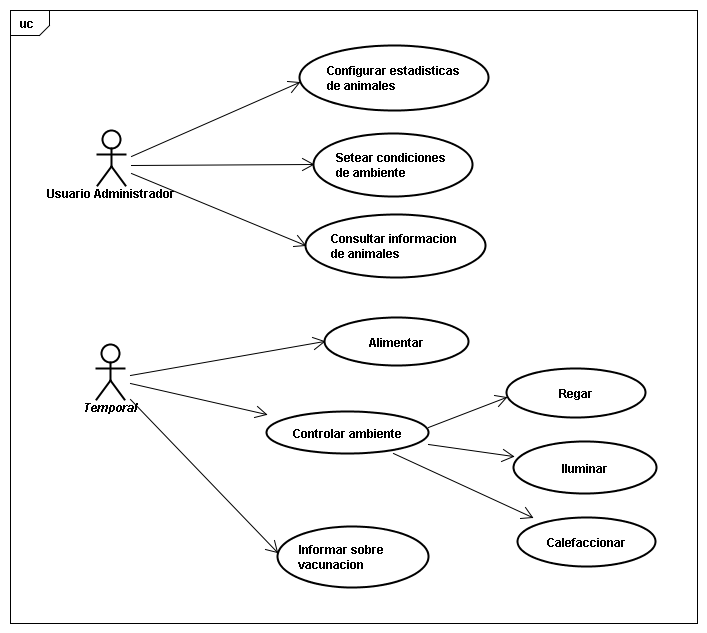 uc
Configurar estadisticas
de animales
Setear condiciones
de ambiente
Usuario Administrador
Consultar informacion
de animales
Alimentar
Temporal
Regar
Controlar ambiente
Iluminar
Calefaccionar
Informar sobre
vacunacion